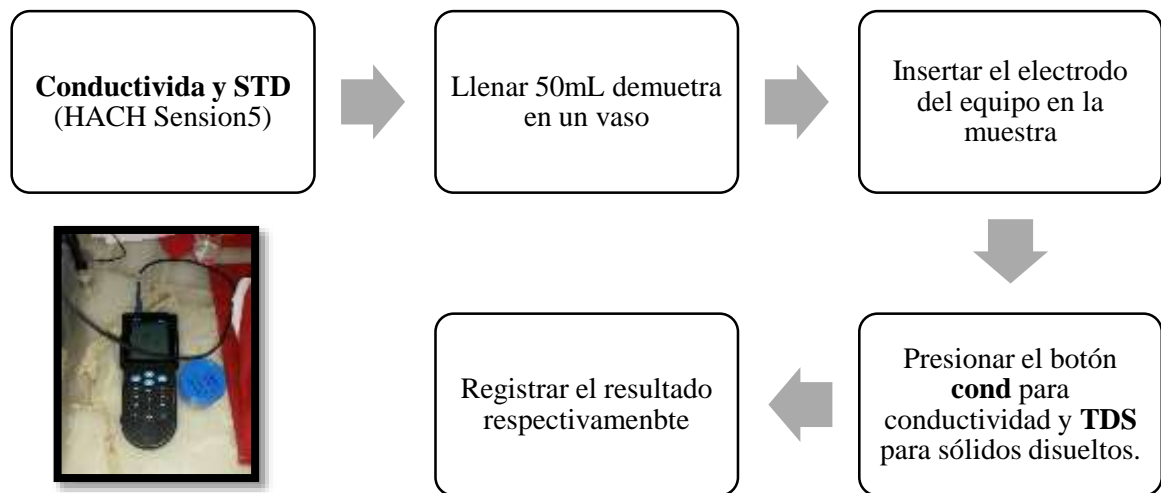 Conductivida y STD
(HACH Sension5)
Llenar 50mL demuetra
en un vaso
Insertar el electrodo
del equipo en la
muestra
Presionar el botón
cond para
conductividad y TDS
para sólidos disueltos.
Registrar el resultado
respectivamenbte